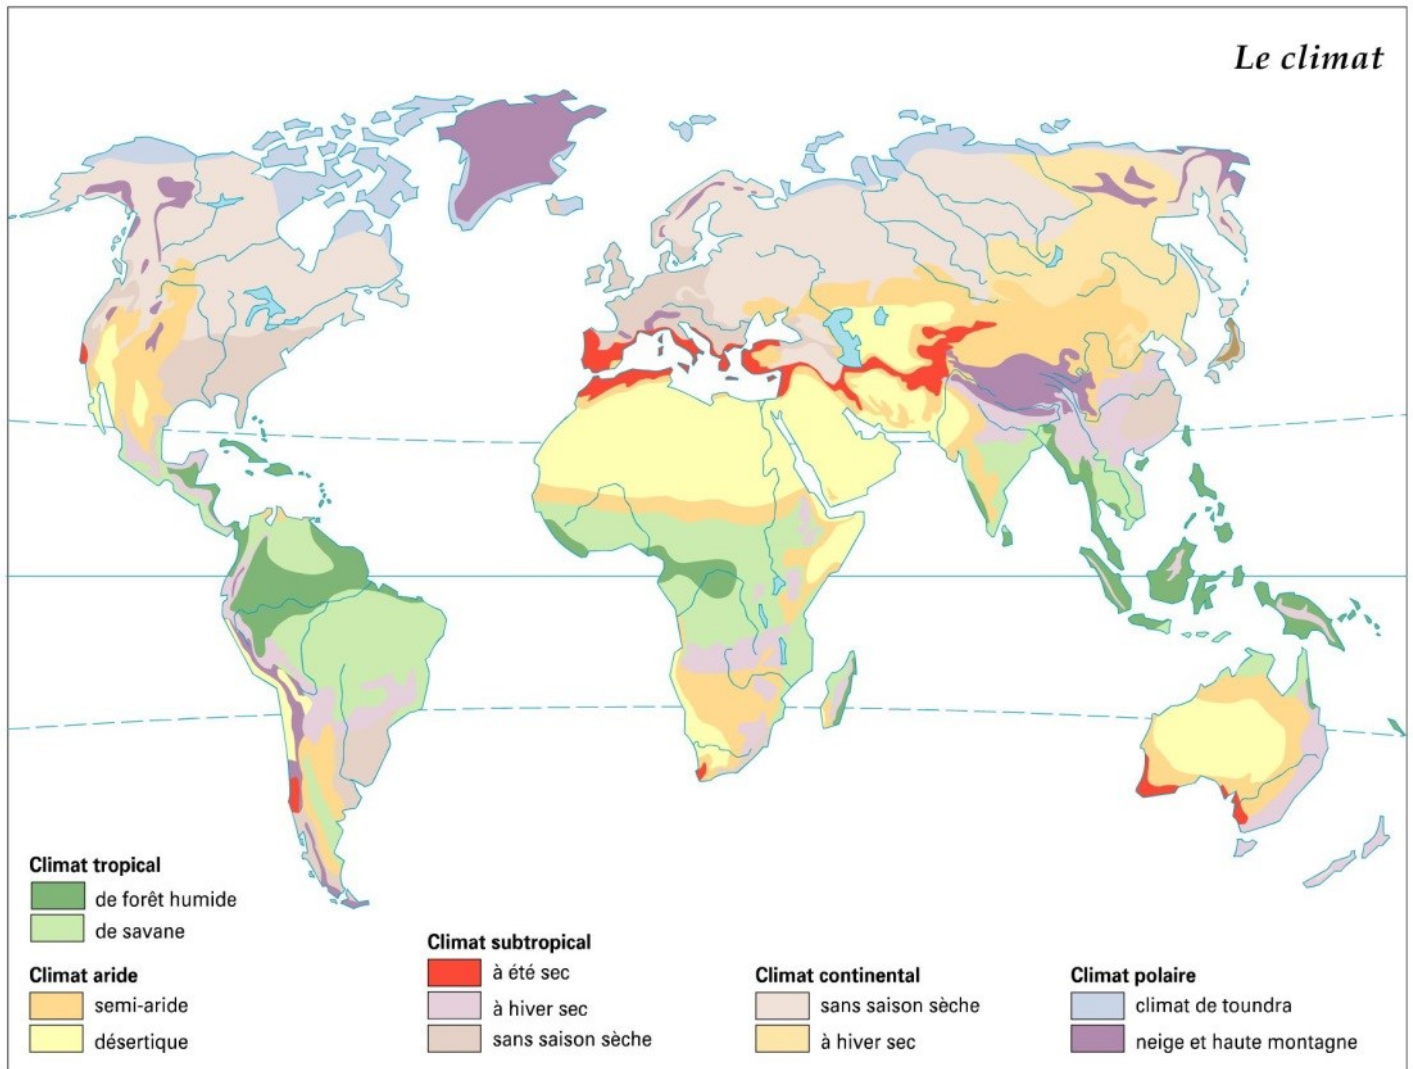 Le climat
Climat tropical
de forêt humide
de savane
Climat aride
semi-aride
désertique
Climat subtropical
à été sec
à hiver sec
sans saison sèche
Climat continental
sans saison sèche
à hiver sec
Climat polaire
climat de toundra
neige et haute montagne